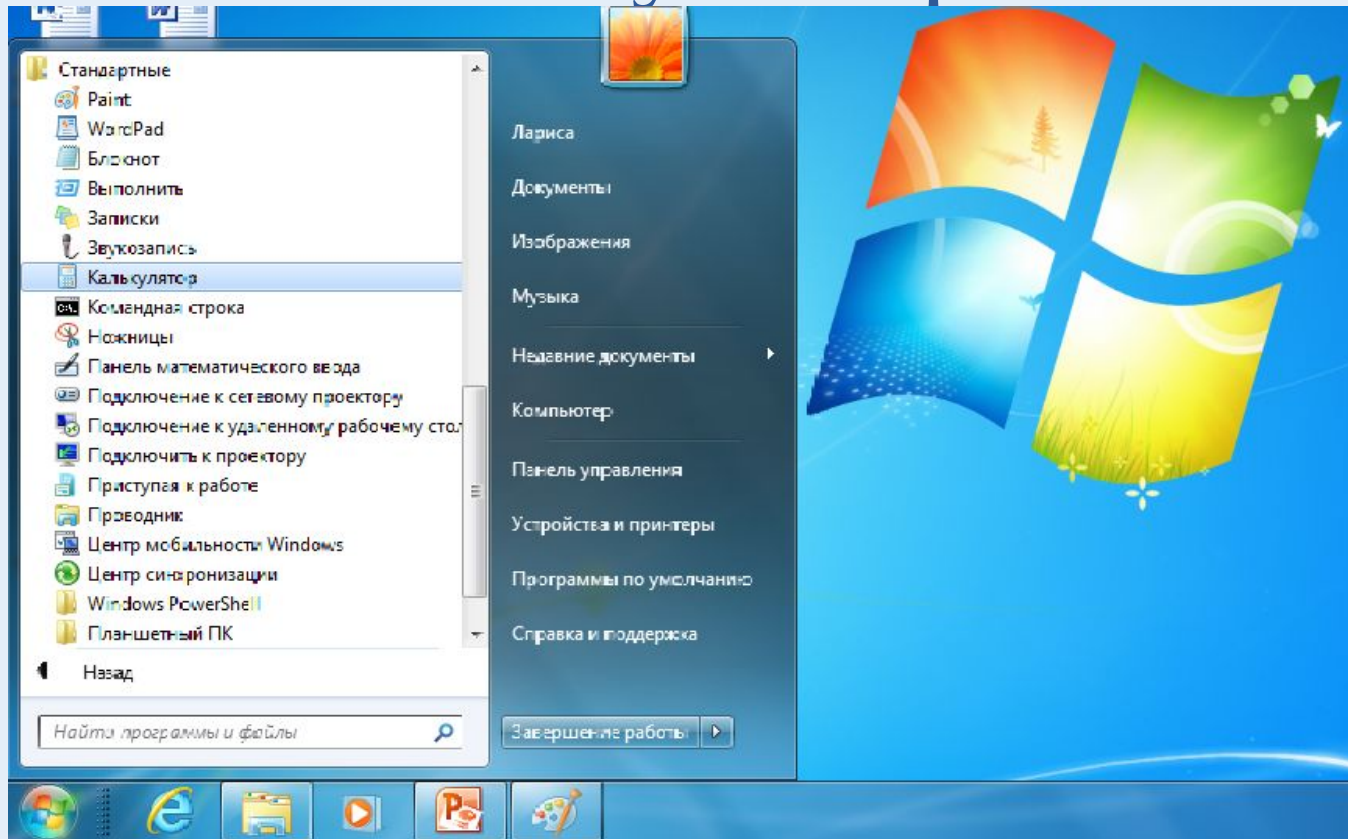 Стандартные
Paint
WordPad
Блокнот
Выполнить
Записки
Звукозапись
Калькулятор
Командная строка
Ножницы
Панель математического ввода
Подключение к сетевому проектору
Подключение к удаленному рабочему стол
Подключить к проектору
Приступая к работе
Проводник
Центр мобильности Windows
Центр синхронизации
Windows PowerShell
Планшетный ПК
Назад
Найти программы и файлы
Лариса
Документы
Изображения
Музыка
Недавние документы
Компьютер
Панель управления
Устройства и принтеры
Программы по умолчанию
Справка и поддержка
Завершение работы